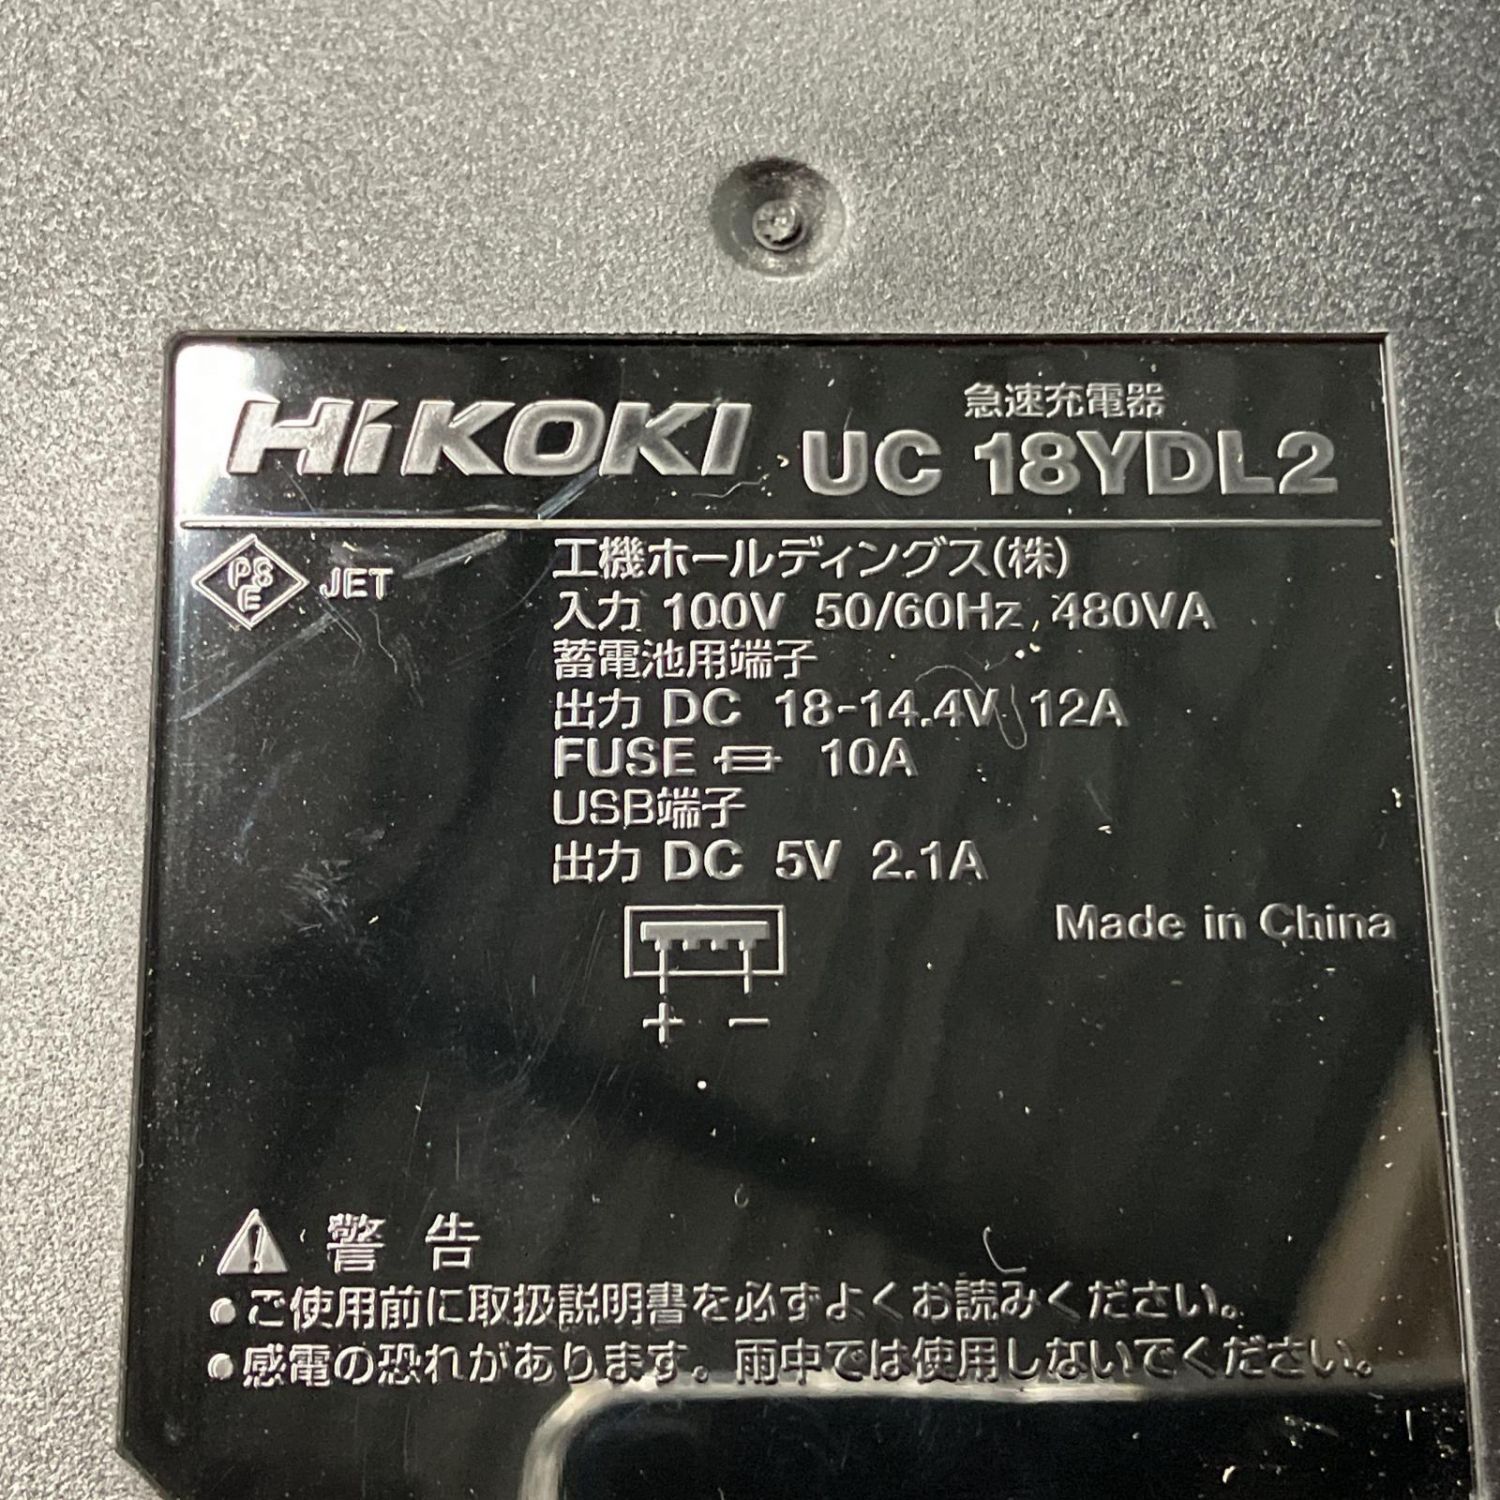 HiKOKI 急速充電器
UC 18YDL2
PSE JET
工機ホールディングス(株)
入力 100V 50/60Hz 480VA
蓄電池用端子
出力 DC 18-14.4V 12A
FUSE 10A
USB端子
出力 DC 5V 2.1A
Made in China
+ −
警告
●ご使用前に取扱説明書を必ずよくお読みください。
●感電の恐れがあります。雨中では使用しないでください。